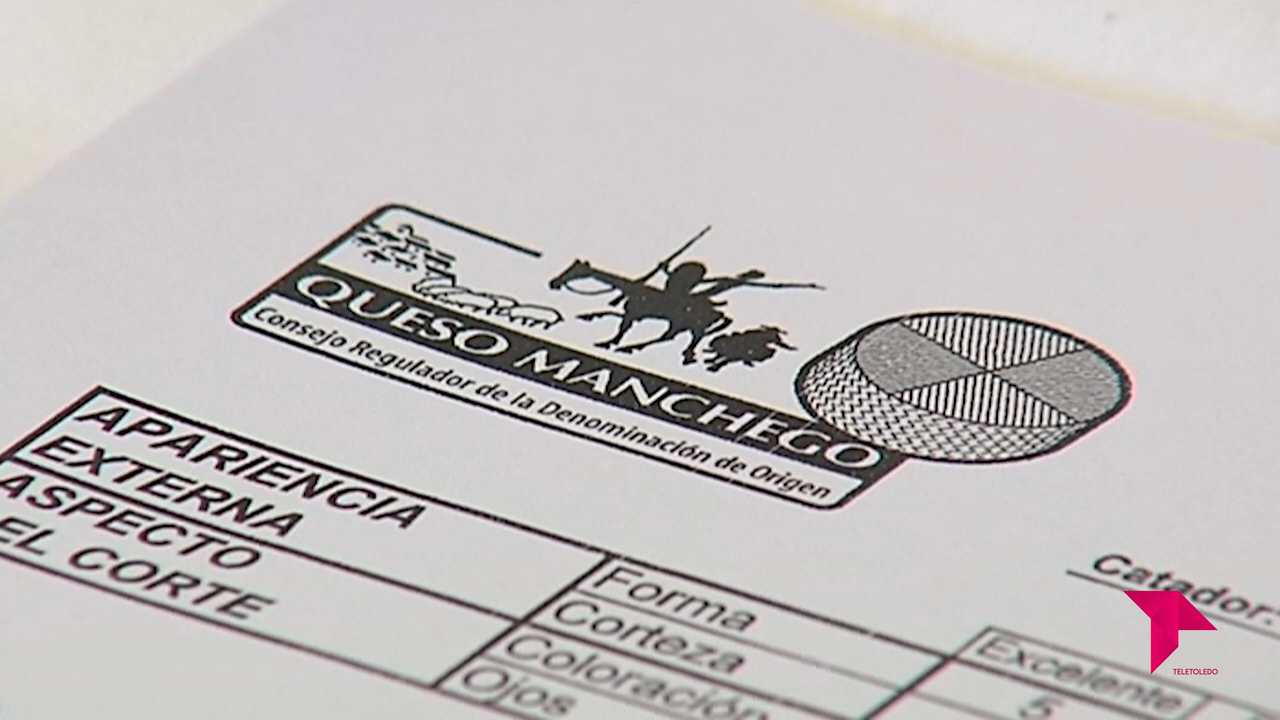 QUESO MANCHEGO
Consejo Regulador de la Denominación de Origen
Catador:
APARIENCIA
EXTERNA
Forma
Excelente
Corteza
5
ASPECTO
EL CORTE
Coloración
Ojos
TELETOLEDO